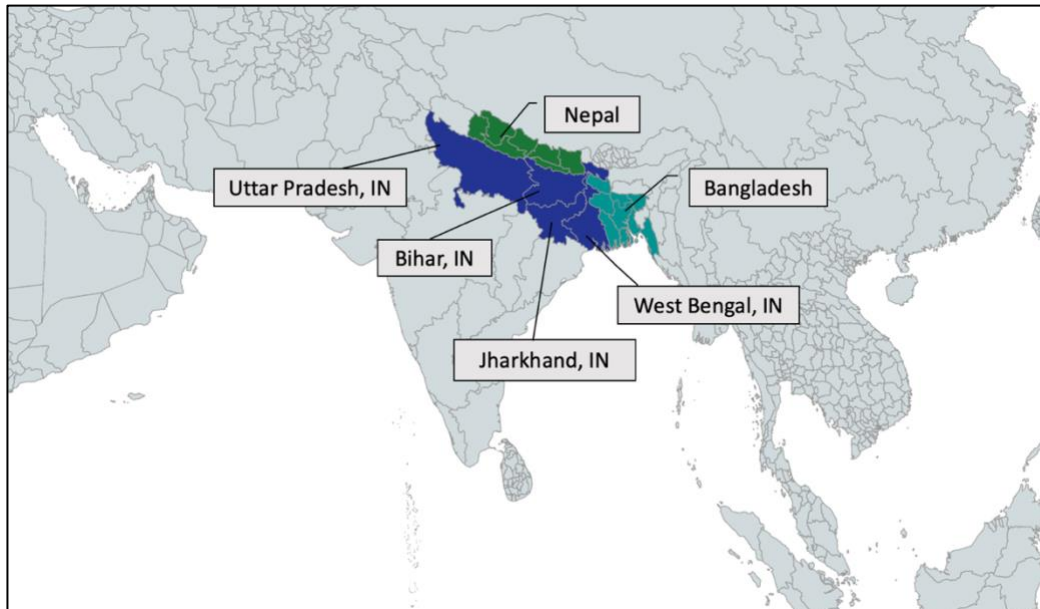 Nepal
Uttar Pradesh, IN
Bangladesh
Bihar, IN
West Bengal, IN
Jharkhand, IN